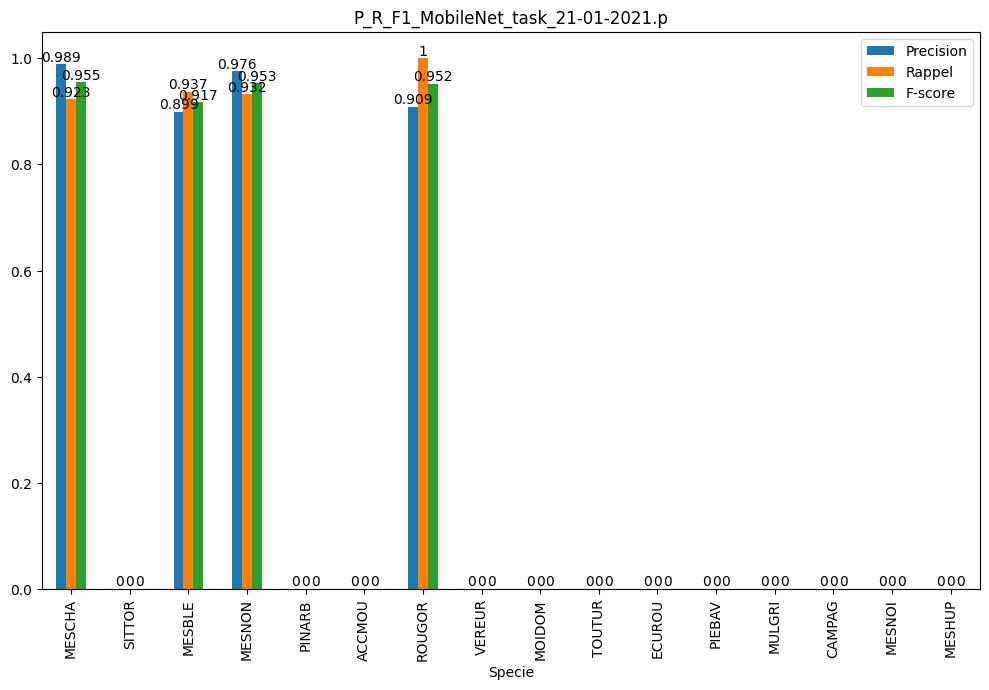 P_R_F1_MobileNet_task_21-01-2021.p
Precision
Rappel
F-score
1.0
0.8
0.6
0.4
0.2
0.0
0.989
0.923
0.955
0 0 0
0.899
0.937
0.917
0.976
0.932
0.953
0 0 0
0 0 0
0.909
1
0.952
0 0 0
0 0 0
0 0 0
0 0 0
0 0 0
0 0 0
0 0 0
0 0 0
0 0 0
MESCHA
SITTOR
MESBLE
MESNON
PINARB
ACCMOU
ROUGOR
VEREUR
MOIDOM
TOUTUR
ECUROU
PIEBAV
MULGRI
CAMPAG
MESNOI
MESHUP
Specie